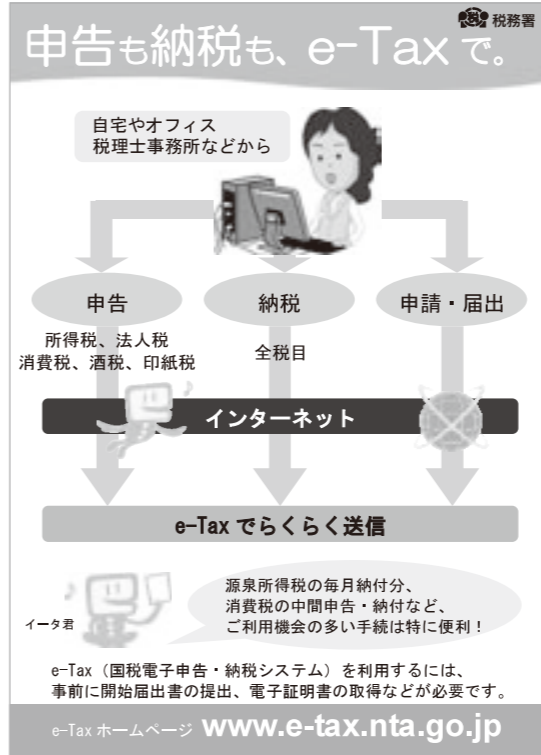 税務署
申告も納税も、e-Taxで。
自宅やオフィス
税理士事務所などから
申告
納税
申請・届出
所得税、法人税
消費税、酒税、印紙税
全税目
インターネット
e-Taxでらくらく送信
源泉所得税の毎月納付分、
消費税の中間申告・納付など、
ご利用機会の多い手続は特に便利！
イータ君
e-Tax（国税電子申告・納税システム）を利用するには、
事前に開始届出書の提出、電子証明書の取得などが必要です。
e-Taxホームページ www.e-tax.nta.go.jp